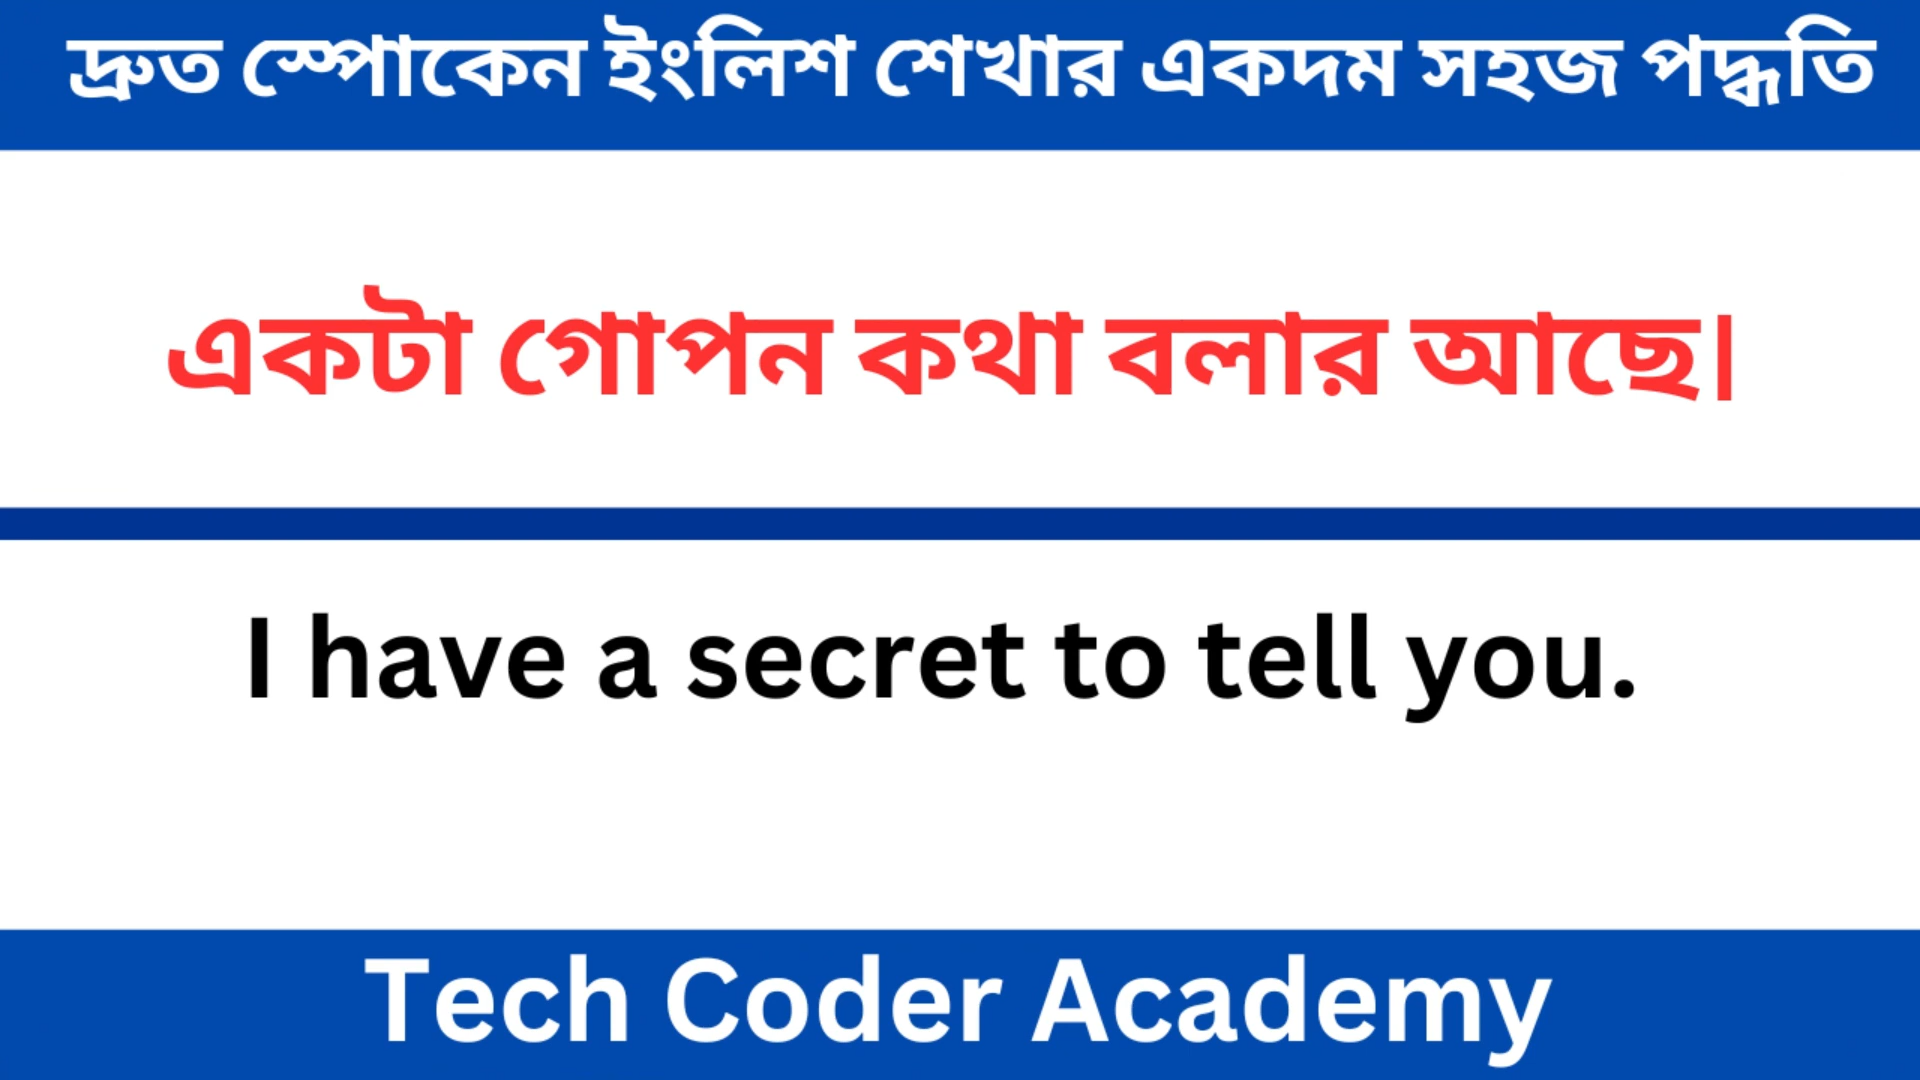 দ্রুত স্পোকেন ইংলিশ শেখার একদম সহজ পদ্ধতি
একটা গোপন কথা বলার আছে।
I have a secret to tell you.
Tech Coder Academy